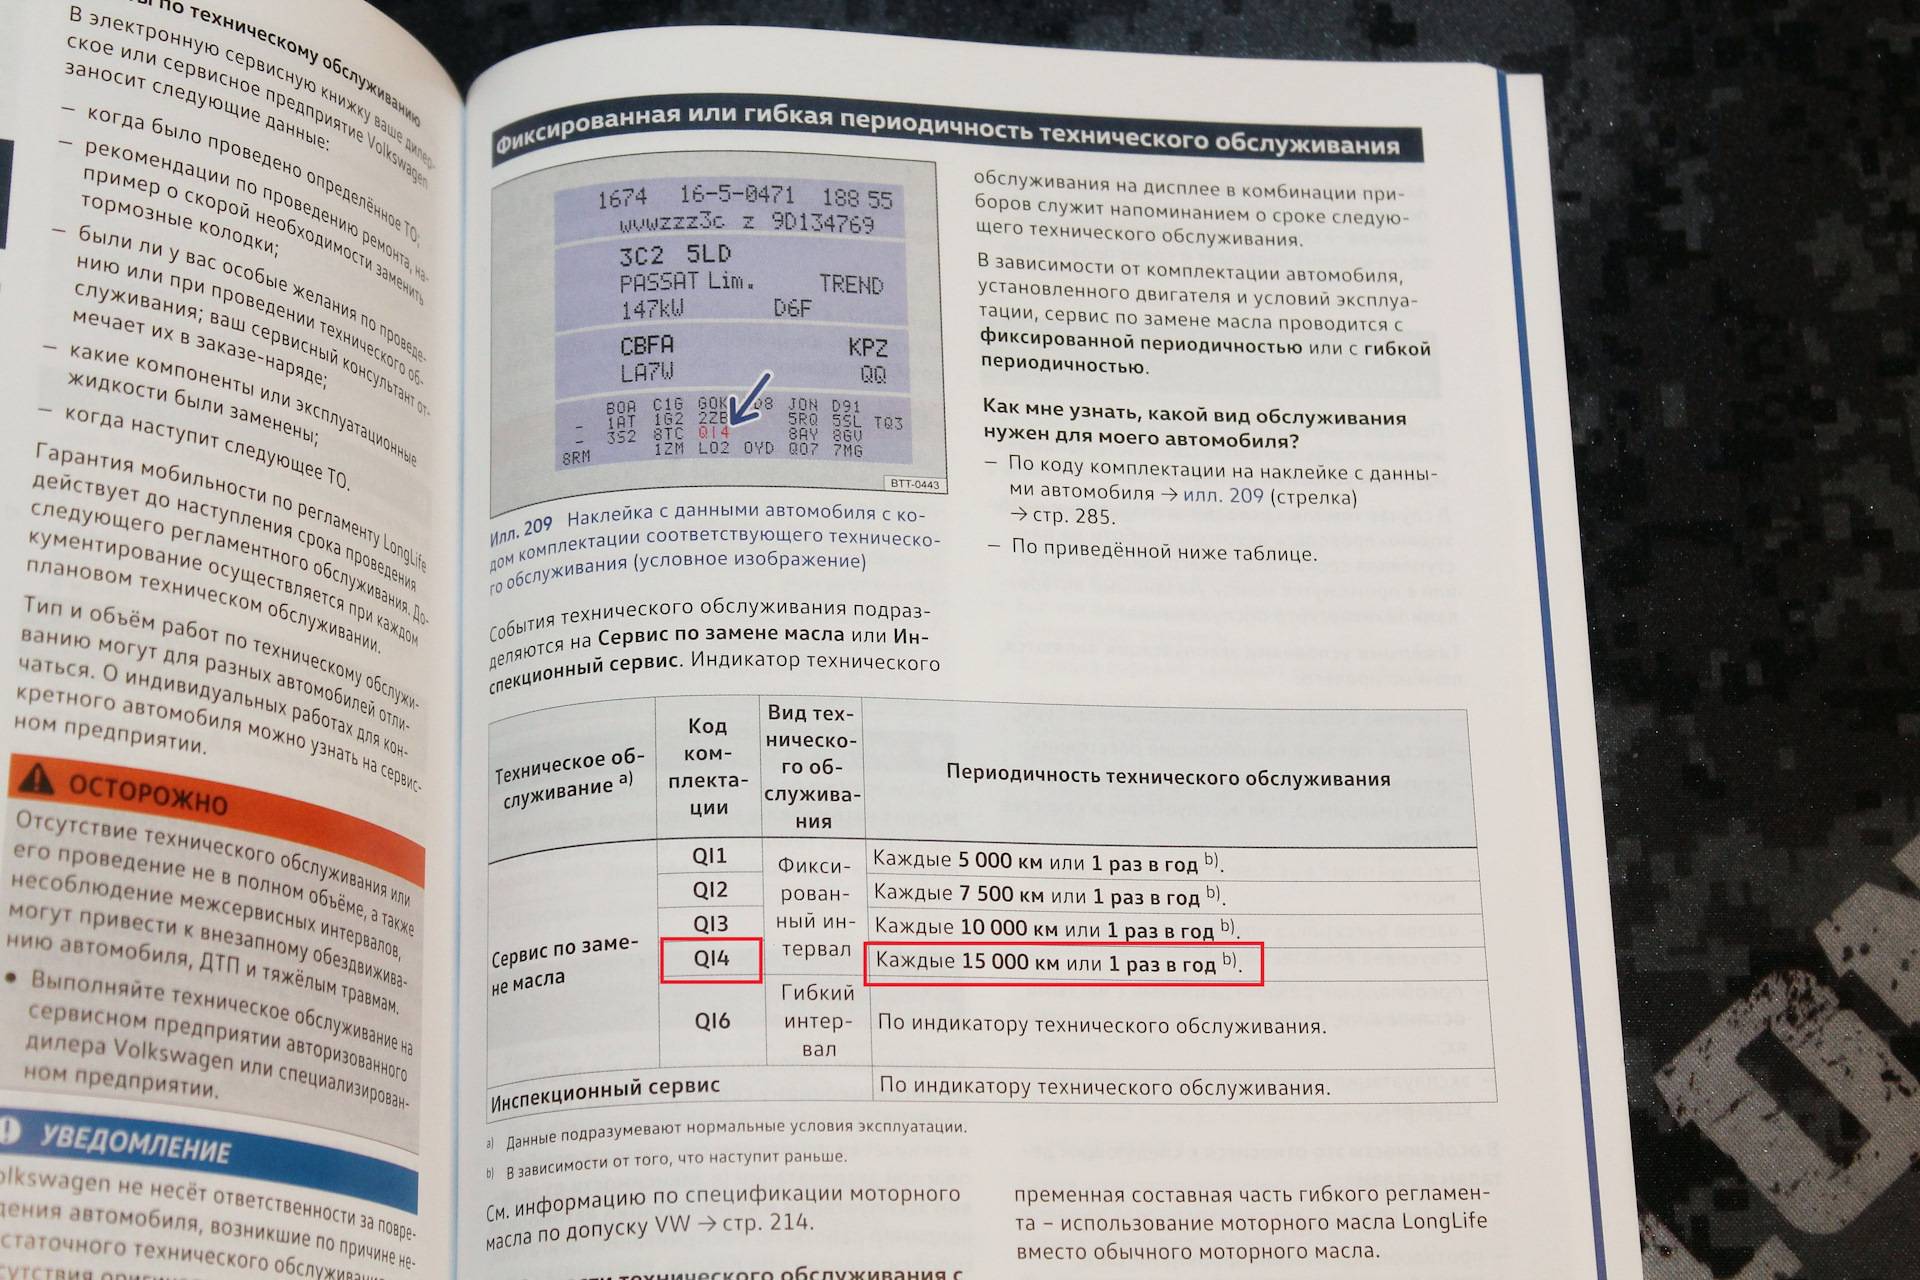 по техническому обслуживанию
В электронную сервисную книжку ваше дилер-
ское или сервисное предприятие Volkswagen
заносит следующие данные:
— когда было проведено определённое ТО;
— рекомендации по проведению ремонта, на-
пример о скорой необходимости заменить
тормозные колодки;
— были ли у вас особые желания по проведе-
нию или при проведении технического об-
служивания; ваш сервисный консультант от-
мечает их в заказе-наряде;
— какие компоненты или эксплуатационные
жидкости были заменены;
— когда наступит следующее ТО.
Гарантия мобильности по регламенту LongLife
действует до наступления срока проведения
следующего регламентного обслуживания. До-
кументирование осуществляется при каждом
плановом техническом обслуживании.
Тип и объём работ по техническому обслужи-
ванию могут для разных автомобилей отли-
чаться. О индивидуальных работах для кон-
кретного автомобиля можно узнать на сервис-
ном предприятии.
ОСТОРОЖНО
Отсутствие технического обслуживания или
его проведение не в полном объёме, а также
несоблюдение межсервисных интервалов,
могут привести к внезапному обездвижива-
нию автомобиля, ДТП и тяжёлым травмам.
● Выполняйте техническое обслуживание на
сервисном предприятии авторизованного
дилера Volkswagen или специализирован-
ном предприятии.
УВЕДОМЛЕНИЕ
olkswagen не несёт ответственности за повре-
дения автомобиля, возникшие по причине не-
статочного технического обслуживания
Фиксированная или гибкая периодичность технического обслуживания
1674 16-5-0471 188 55
wvwzzz3c z 9D134769
3C2 5LD
PASSAT Lim. TREND
147kW D6F
CBFA KPZ
LA7W QQ
BOA C1G GOK D8 JON D91
– 1AT 1G2 2ZB 5RQ 5SL TQ3
– 3S2 8TC QI4 8AY 8GV
8RM 1ZM LO2 OYD QO7 7MG
BTT-0443
Илл. 209 Наклейка с данными автомобиля с ко-
дом комплектации соответствующего техническо-
го обслуживания (условное изображение)
События технического обслуживания подраз-
деляются на Сервис по замене масла или Ин-
спекционный сервис. Индикатор технического
обслуживания на дисплее в комбинации при-
боров служит напоминанием о сроке следую-
щего технического обслуживания.
В зависимости от комплектации автомобиля,
установленного двигателя и условий эксплуа-
тации, сервис по замене масла проводится с
фиксированной периодичностью или с гибкой
периодичностью.
Как мне узнать, какой вид обслуживания
нужен для моего автомобиля?
— По коду комплектации на наклейке с данны-
ми автомобиля → илл. 209 (стрелка)
→ стр. 285.
— По приведённой ниже таблице.
Техническое об-
служивание a)
Код
ком-
плекта-
ции
Вид тех-
ническо-
го об-
служива-
ния
Периодичность технического обслуживания
Сервис по заме-
не масла
QI1
QI2
QI3
QI4
Фикси-
рован-
ный ин-
тервал
Каждые 5 000 км или 1 раз в год b).
Каждые 7 500 км или 1 раз в год b).
Каждые 10 000 км или 1 раз в год b).
Каждые 15 000 км или 1 раз в год b).
QI6
Гибкий
интер-
вал
По индикатору технического обслуживания.
Инспекционный сервис
По индикатору технического обслуживания.
a) Данные подразумевают нормальные условия эксплуатации.
b) В зависимости от того, что наступит раньше.
См. информацию по спецификации моторного
масла по допуску VW → стр. 214.
пременная составная часть гибкого регламен-
та – использование моторного масла LongLife
вместо обычного моторного масла.
технического обслуживания с